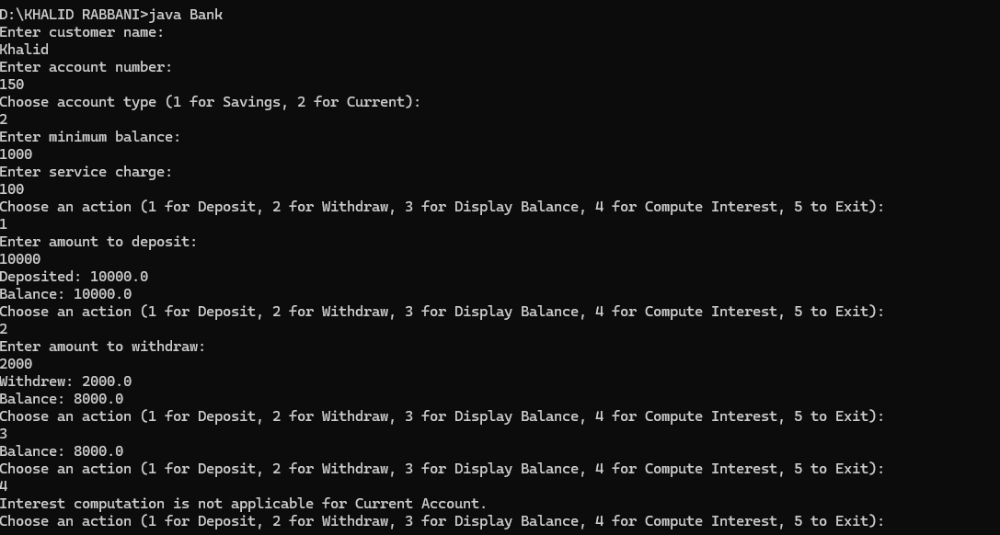 D:\KHALID RABBANI>java Bank
Enter customer name:
Khalid
Enter account number:
150
Choose account type (1 for Savings, 2 for Current):
2
Enter minimum balance:
1000
Enter service charge:
100
Choose an action (1 for Deposit, 2 for Withdraw, 3 for Display Balance, 4 for Compute Interest, 5 to Exit):
1
Enter amount to deposit:
10000
Deposited: 10000.0
Balance: 10000.0
Choose an action (1 for Deposit, 2 for Withdraw, 3 for Display Balance, 4 for Compute Interest, 5 to Exit):
2
Enter amount to withdraw:
2000
Withdrew: 2000.0
Balance: 8000.0
Choose an action (1 for Deposit, 2 for Withdraw, 3 for Display Balance, 4 for Compute Interest, 5 to Exit):
3
Balance: 8000.0
Choose an action (1 for Deposit, 2 for Withdraw, 3 for Display Balance, 4 for Compute Interest, 5 to Exit):
4
Interest computation is not applicable for Current Account.
Choose an action (1 for Deposit, 2 for Withdraw, 3 for Display Balance, 4 for Compute Interest, 5 to Exit):